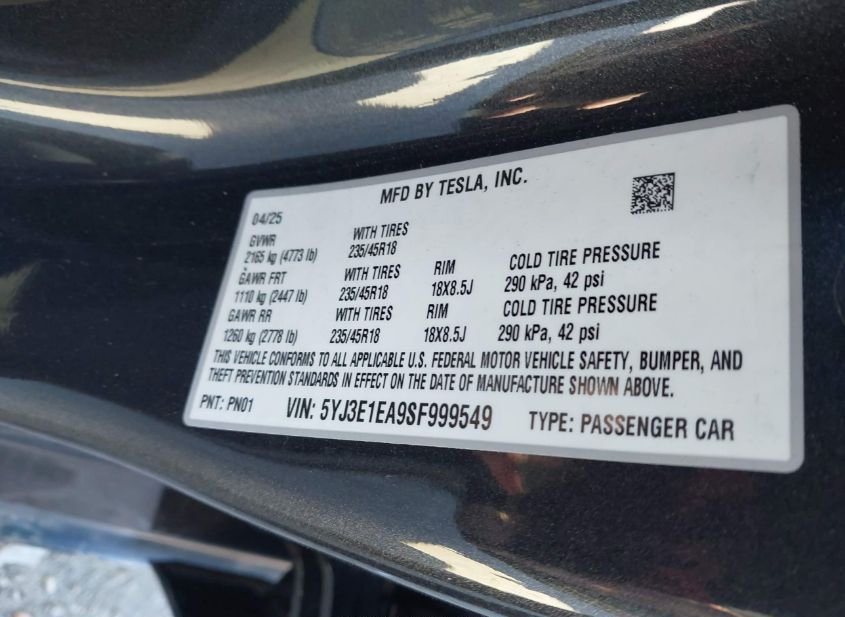 MFD BY TESLA, INC.
04/25
GVWR WITH TIRES
2165 kg (4773 lb) 235/45R18
GAWR FRT WITH TIRES RIM COLD TIRE PRESSURE
1110 kg (2447 lb) 235/45R18 18X8.5J 290 kPa, 42 psi
GAWR RR WITH TIRES RIM COLD TIRE PRESSURE
1260 kg (2778 lb) 235/45R18 18X8.5J 290 kPa, 42 psi
THIS VEHICLE CONFORMS TO ALL APPLICABLE U.S. FEDERAL MOTOR VEHICLE SAFETY, BUMPER, AND
THEFT PREVENTION STANDARDS IN EFFECT ON THE DATE OF MANUFACTURE SHOWN ABOVE.
PNT: PN01 VIN: 5YJ3E1EA9SF999549 TYPE: PASSENGER CAR